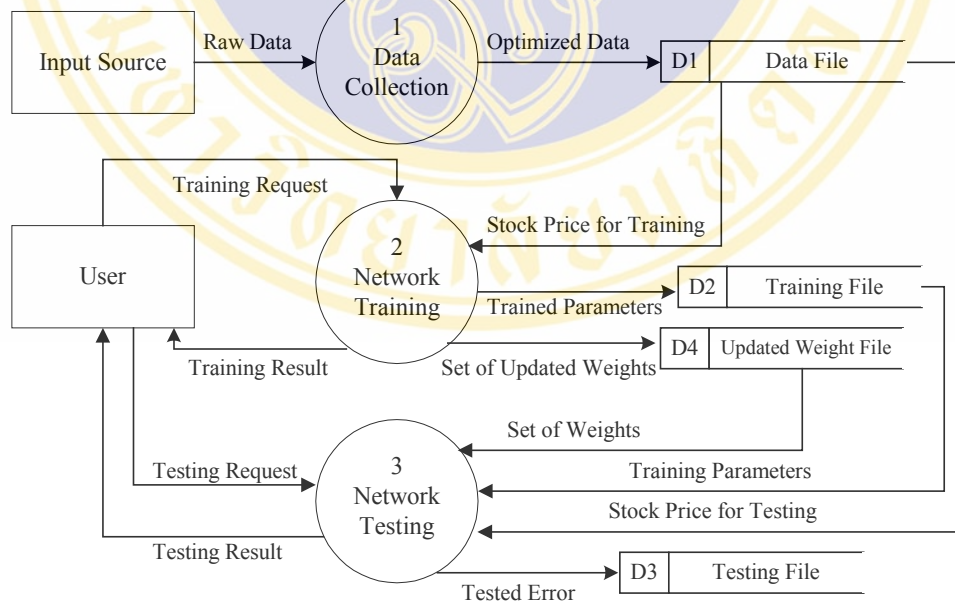 Input Source
Raw Data
1
Data
Collection
Optimized Data
D1
Data File
Training Request
User
2
Network
Training
Stock Price for Training
Trained Parameters
D2
Training File
Training Result
Set of Updated Weights
D4
Updated Weight File
Set of Weights
Testing Request
3
Network
Testing
Training Parameters
Stock Price for Testing
Testing Result
Tested Error
D3
Testing File